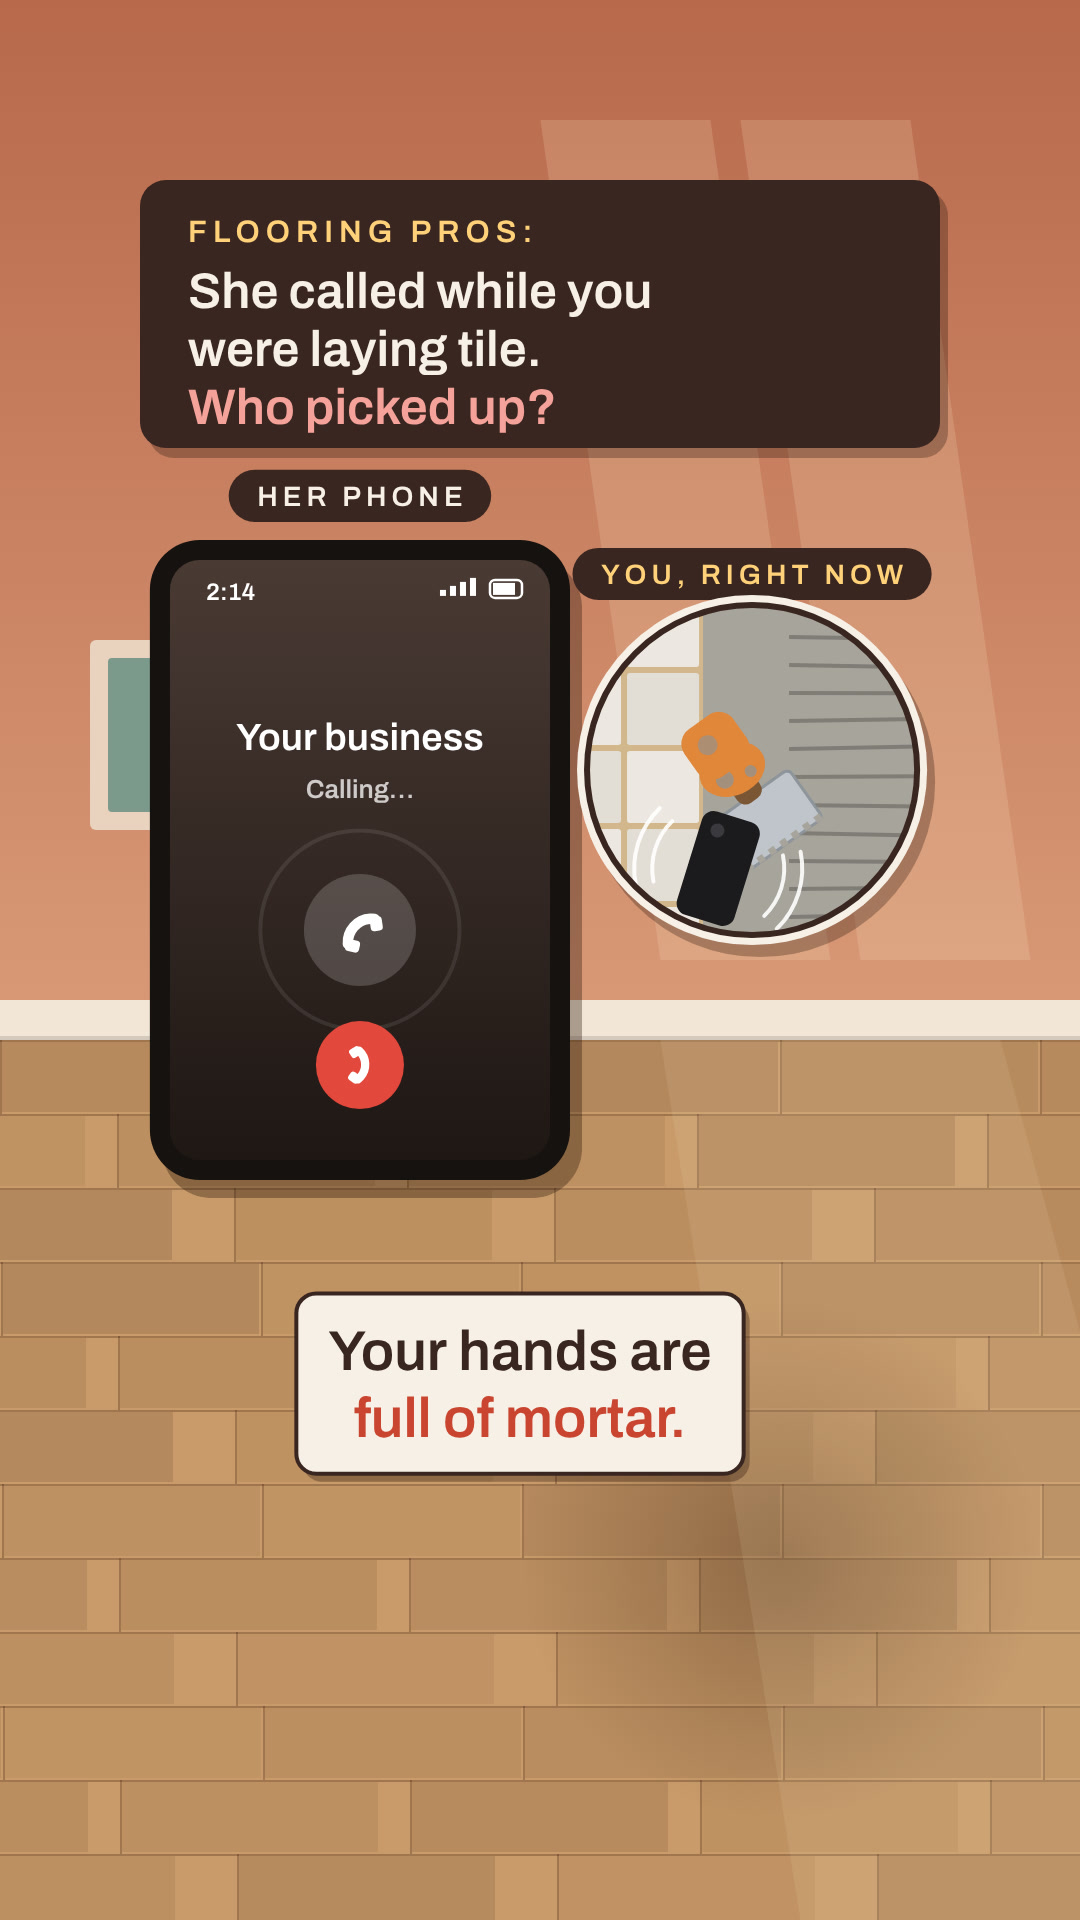 FLOORING PROS:
She called while you
were laying tile.
Who picked up?
HER PHONE
YOU, RIGHT NOW
2:14
Your business
Calling...
Your hands are
full of mortar.